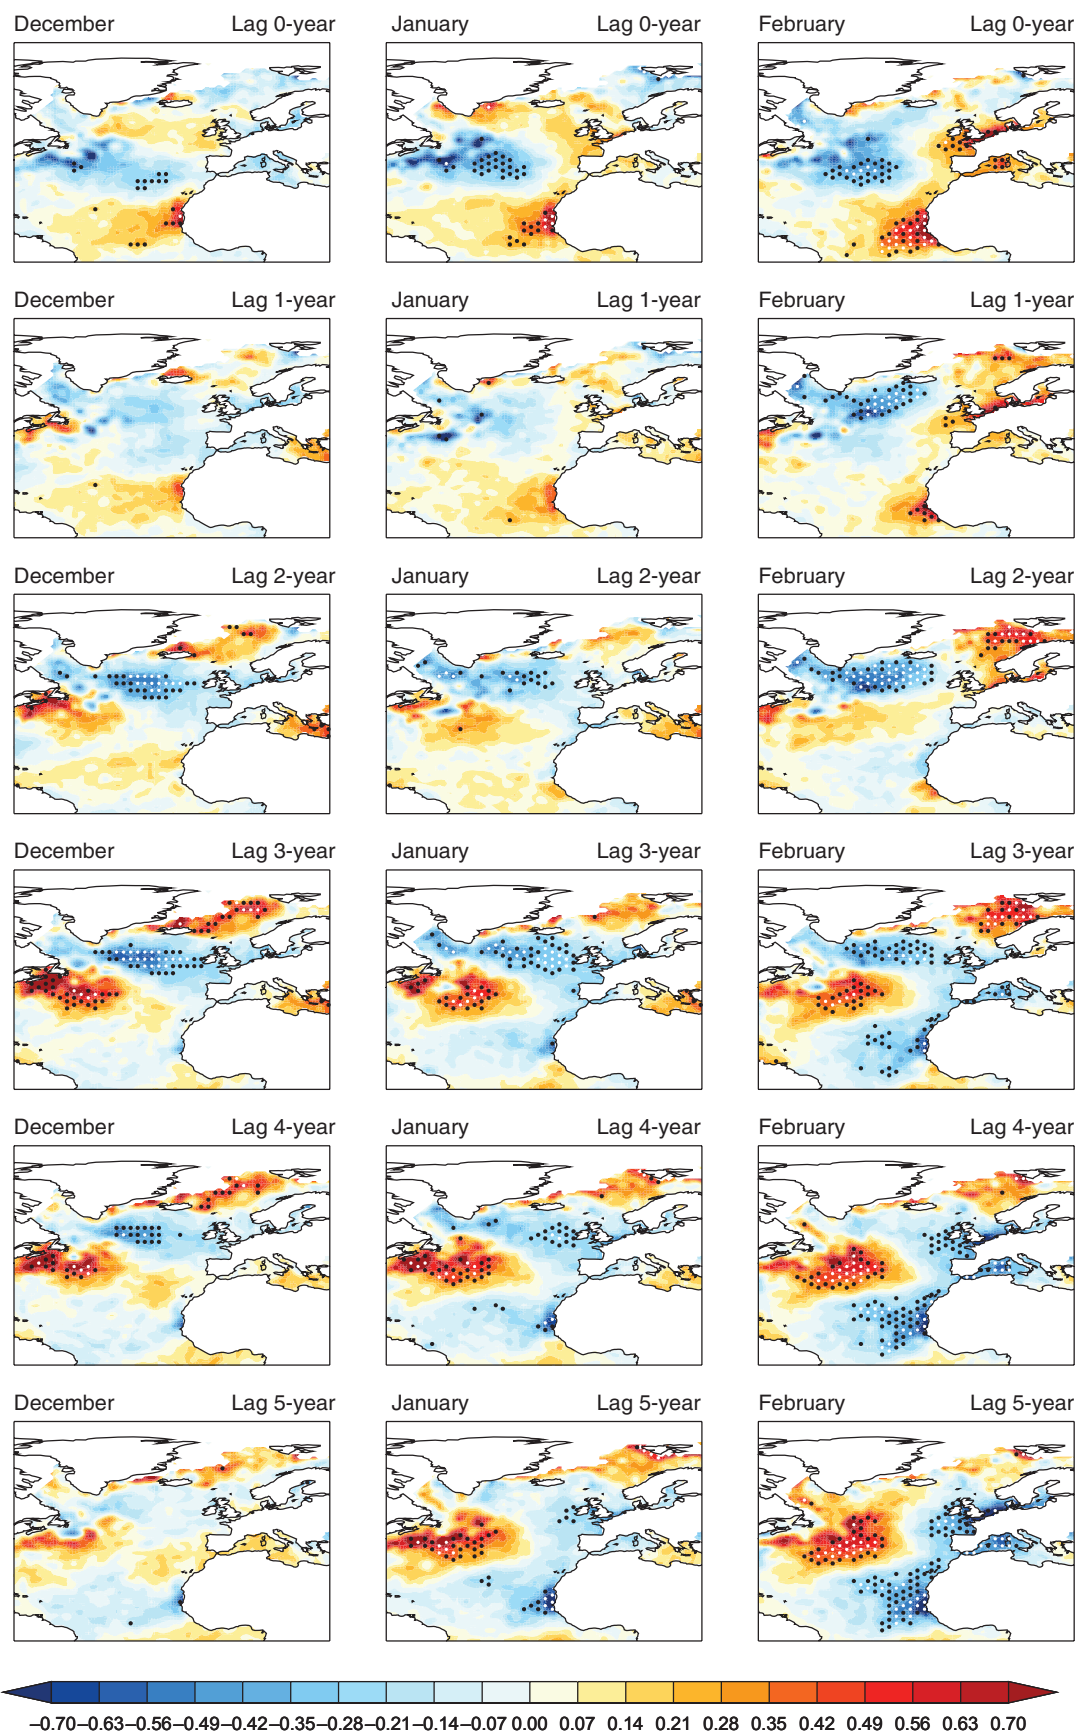 December Lag 0-year January Lag 0-year February Lag 0-year
December Lag 1-year January Lag 1-year February Lag 1-year
December Lag 2-year January Lag 2-year February Lag 2-year
December Lag 3-year January Lag 3-year February Lag 3-year
December Lag 4-year January Lag 4-year February Lag 4-year
December Lag 5-year January Lag 5-year February Lag 5-year
−0.70 −0.63 −0.56 −0.49 −0.42 −0.35 −0.28 −0.21 −0.14 −0.07 0.00 0.07 0.14 0.21 0.28 0.35 0.42 0.49 0.56 0.63 0.70